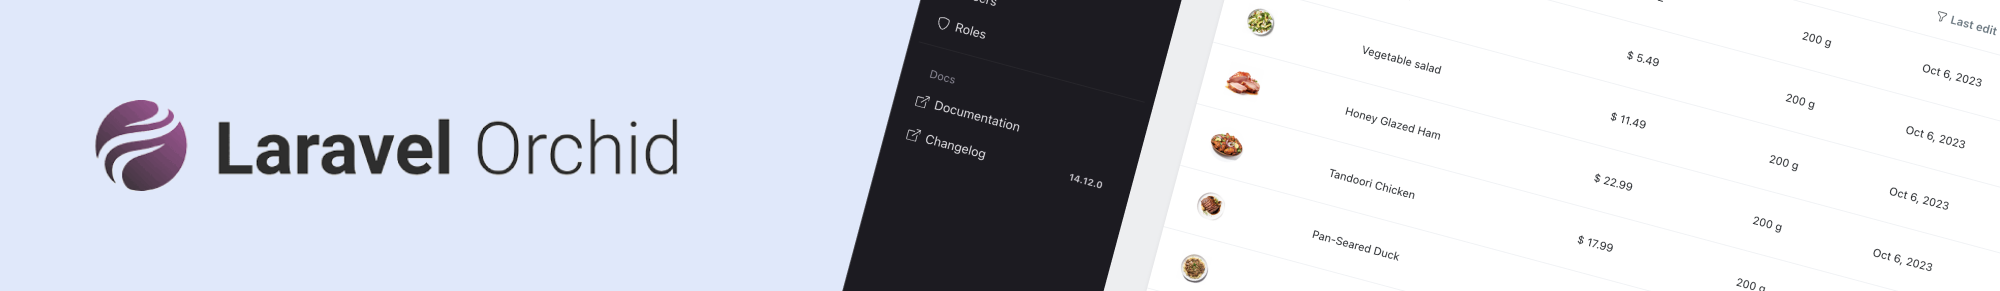 Laravel Orchid
Roles
Docs
Documentation
Changelog
14.12.0
Last edit
Vegetable salad $ 5.49 200 g Oct 6, 2023
Honey Glazed Ham $ 11.49 200 g Oct 6, 2023
Tandoori Chicken $ 22.99 200 g Oct 6, 2023
Pan-Seared Duck $ 17.99 200 g Oct 6, 2023
200 g